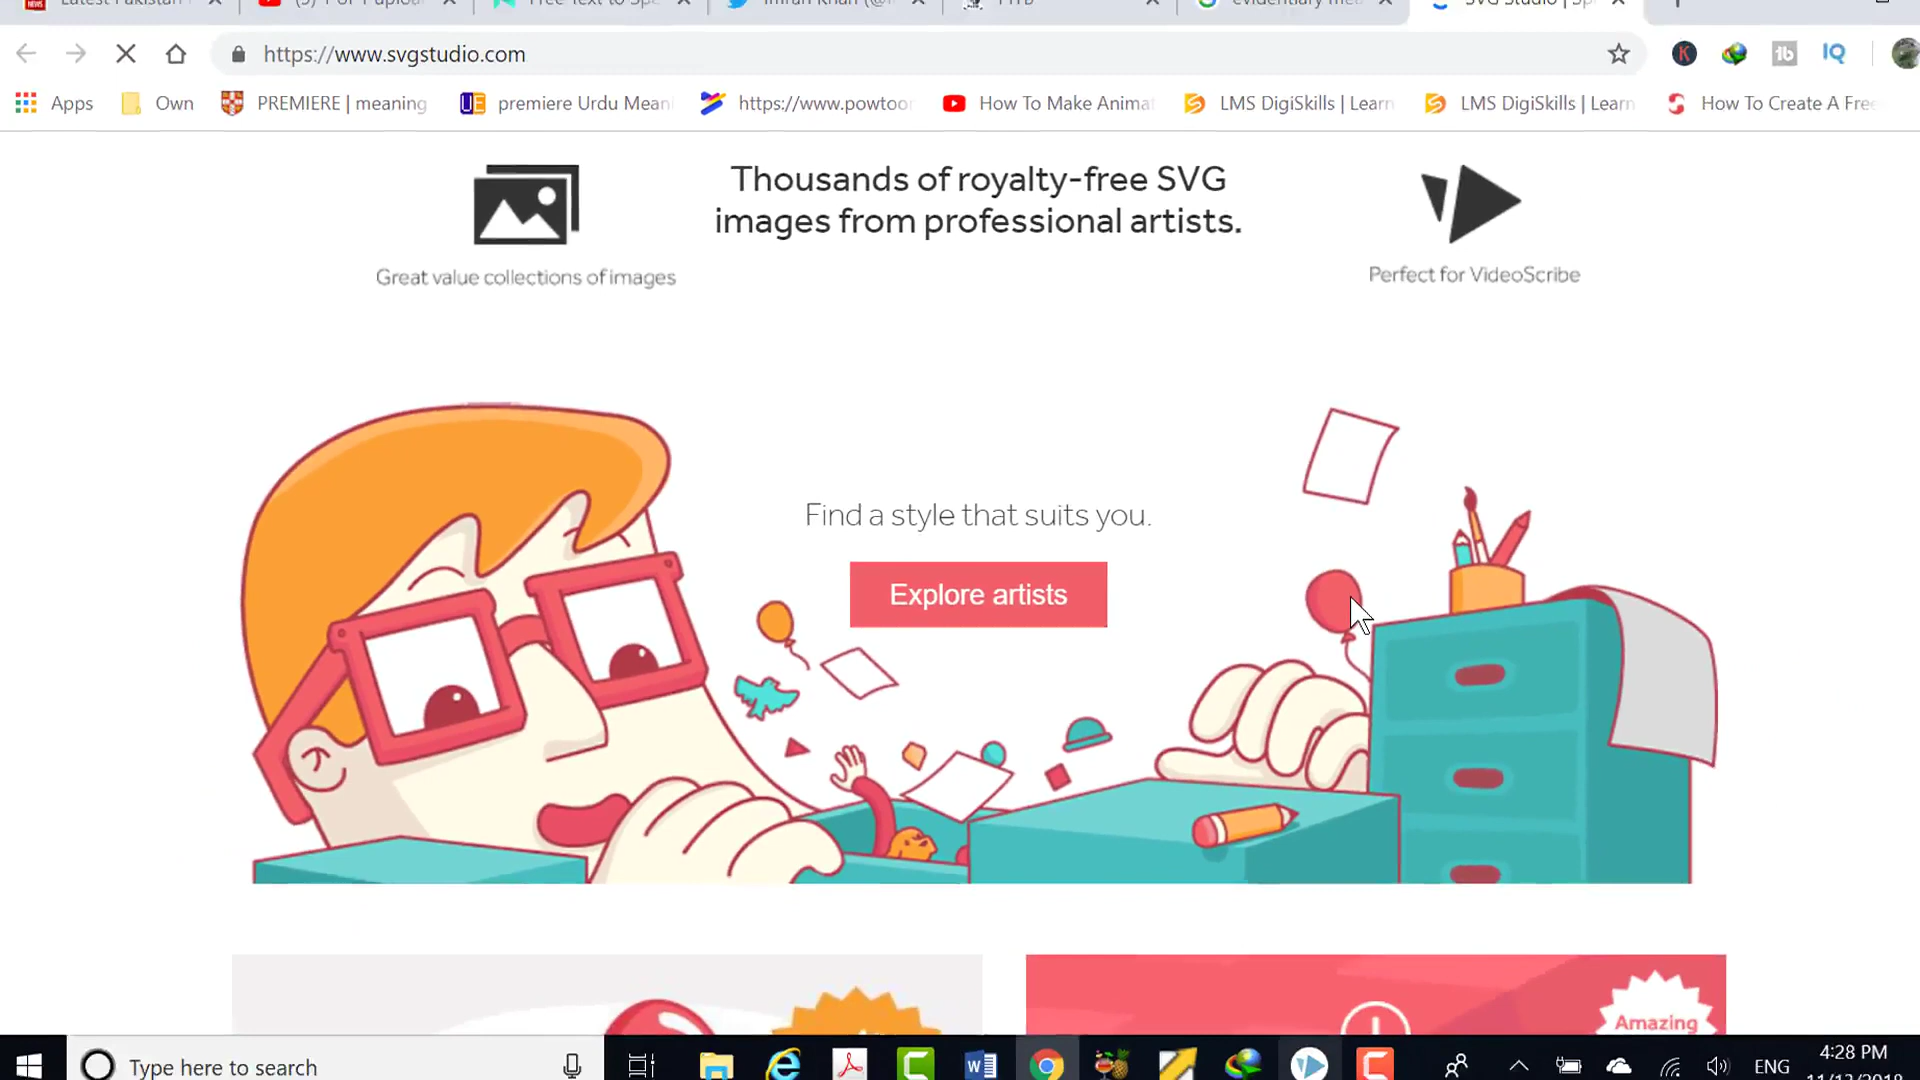 https://www.svgstudio.com
Apps
Own
PREMIERE | meaning
premiere Urdu Mean
https://www.powtoo
How To Make Anima
LMS DigiSkills | Learn
LMS DigiSkills | Learn
How To Create A Free
Thousands of royalty-free SVG
images from professional artists.
Great value collections of images
Perfect for VideoScribe
Find a style that suits you.
Explore artists
Amazing
Type here to search
ENG
4:28 PM